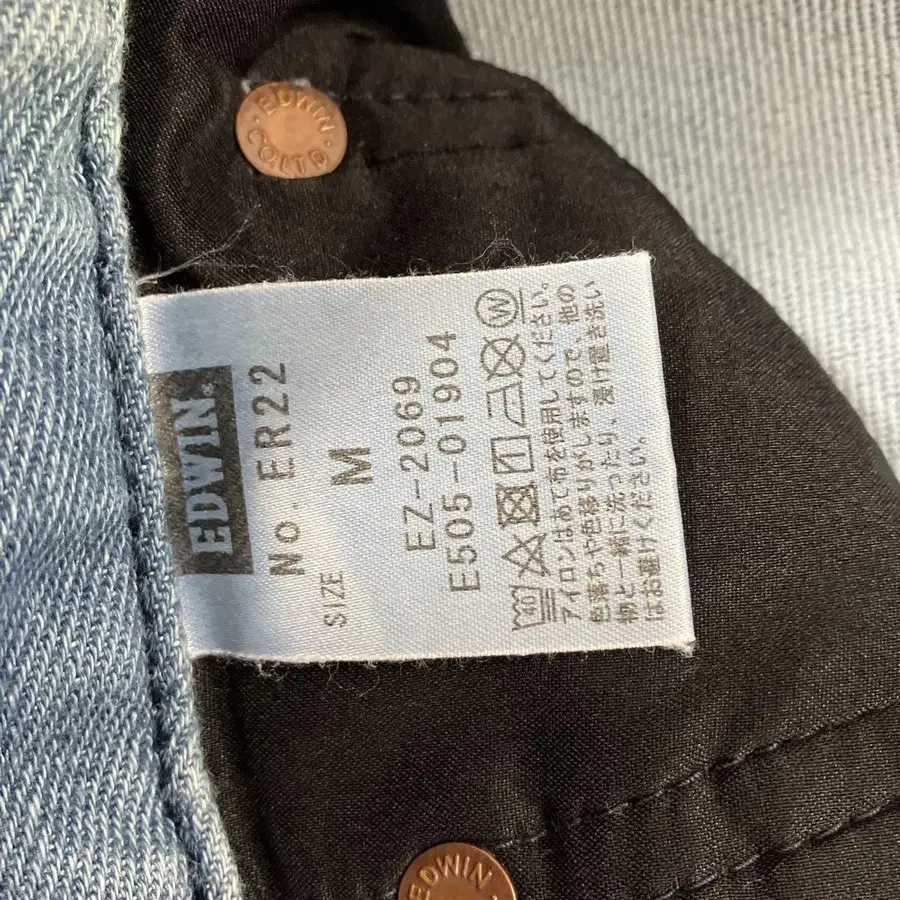 EDWIN
CO.LTD
EDWIN
No. ER22
SIZE M
EZ-2069
E505-01904
40 W
アイロンはあて布を使用してください。
色落ちや色移りがしますので、他の
物と一緒に洗ったり、浸け置き洗い
はお避けください。
EDWIN